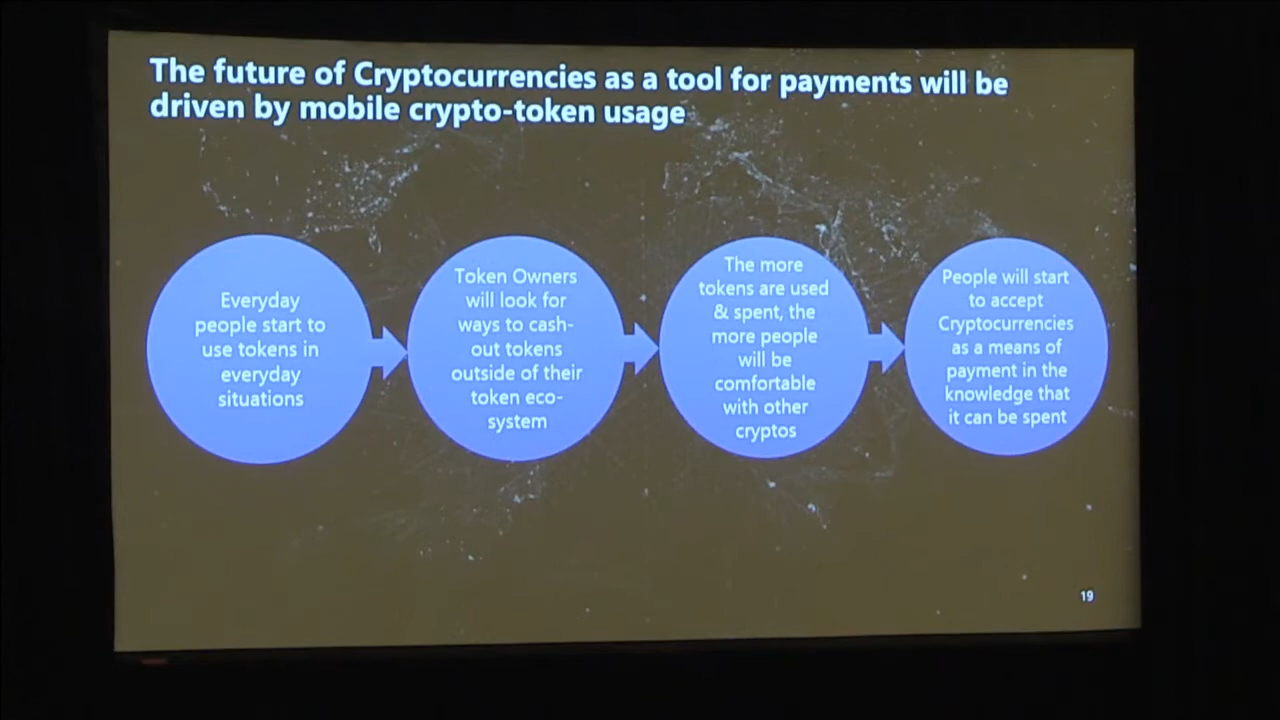 The future of Cryptocurrencies as a tool for payments will be
driven by mobile crypto-token usage
Everyday
people start to
use tokens in
everyday
situations
Token Owners
will look for
ways to cash-
out tokens
outside of their
token eco-
system
The more
tokens are used
& spent, the
more people
will be
comfortable
with other
cryptos
People will start
to accept
Cryptocurrencies
as a means of
payment in the
knowledge that
it can be spent
19